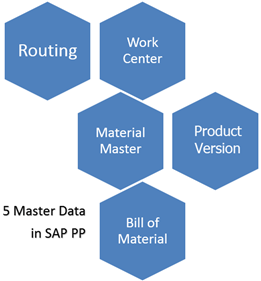 Routing
Work
Center
Material
Master
Product
Version
5 Master Data
in SAP PP
Bill of
Material